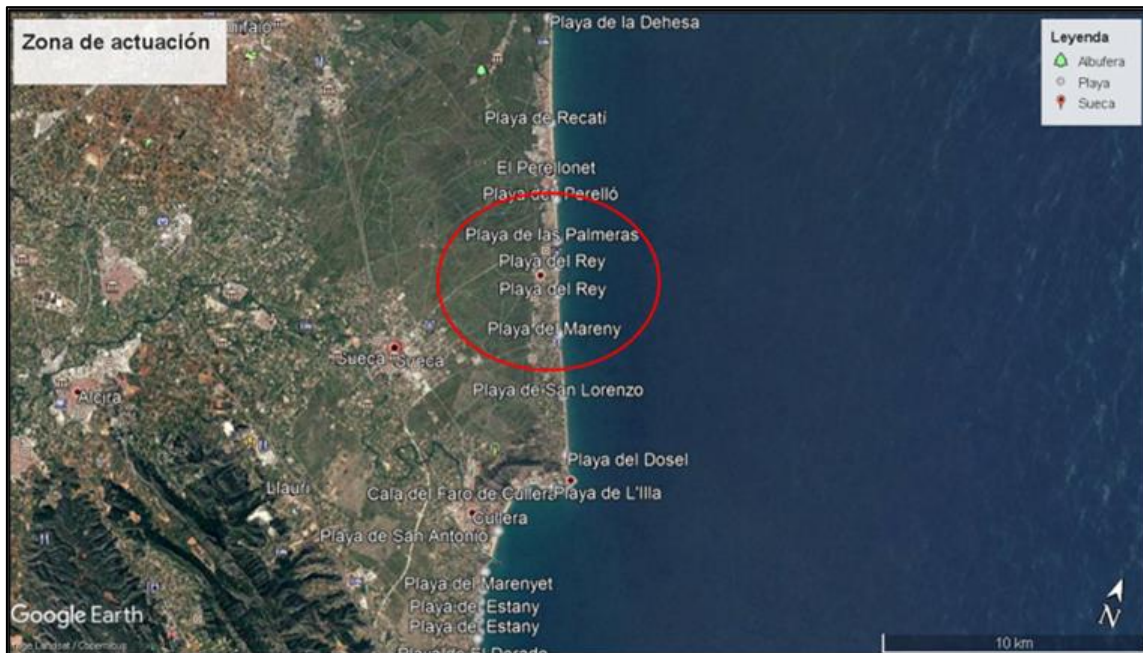 Zona de actuación
Playa de la Dehesa
Leyenda
Albufera
Playa
Sueca
Playa de Recatí
El Perellonet
Playa del Perelló
Playa de las Palmeras
Playa del Rey
Playa del Rey
Playa del Mareny
Sueca Sueca
Playa de San Lorenzo
Alcira
Playa del Dosel
Llaurí
Cala del Faro de Cullera
Playa de L'Illa
Cullera
Playa de San Antonio
Playa del Marenyet
Playa del Estany
Playa del Estany
Google Earth
N
10 km